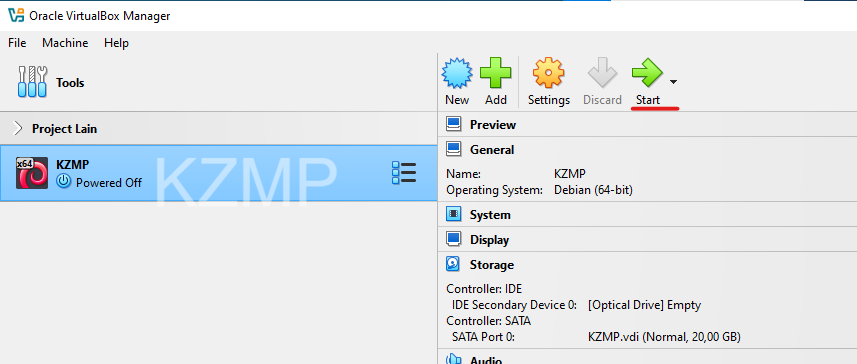 Oracle VirtualBox Manager
File Machine Help
Tools
New Add Settings Discard Start
Project Lain
x64
KZMP
Powered Off
KZMP
Preview
General
Name: KZMP
Operating System: Debian (64-bit)
System
Display
Storage
Controller: IDE
IDE Secondary Device 0: [Optical Drive] Empty
Controller: SATA
SATA Port 0: KZMP.vdi (Normal, 20,00 GB)
Audio